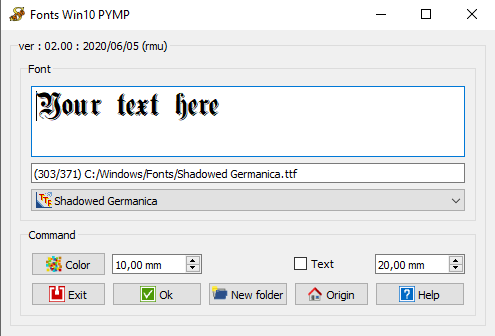 Fonts Win10 PYMP
ver : 02.00 : 2020/06/05 (rmu)
Font
Your text here
(303/371) C:/Windows/Fonts/Shadowed Germanica.ttf
TTF Shadowed Germanica
Command
Color 10,00 mm Text 20,00 mm
Exit Ok New folder Origin ? Help